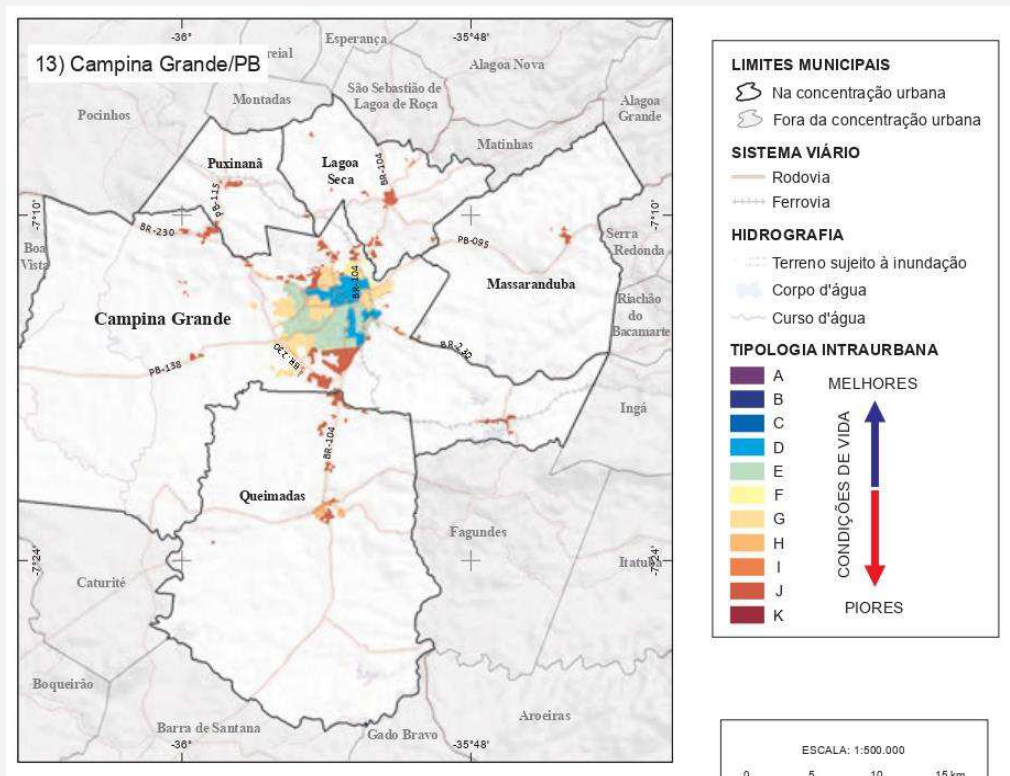 13) Campina Grande/PB
-36°
-35°48'
Esperança
Alagoa Nova
São Sebastião de
Lagoa de Roça
Montadas
Pocinhos
Alagoa
Grande
Matinhas
Puxinanã
Lagoa
Seca
BR-104
PB-115
-7°10'
-7°10'
BR-230
PB-095
Boa
Vista
Serra
Redonda
Massaranduba
BR-104
Riachão
do
Bacamarte
Campina Grande
BR-230
BR-230
PB-138
Ingá
BR-104
Queimadas
Fagundes
-7°24'
-7°24'
Itatuba
Caturité
Boqueirão
Aroeiras
Barra de Santana
Gado Bravo
-36°
-35°48'
LIMITES MUNICIPAIS
Na concentração urbana
Fora da concentração urbana
SISTEMA VIÁRIO
Rodovia
Ferrovia
HIDROGRAFIA
Terreno sujeito à inundação
Corpo d'água
Curso d'água
TIPOLOGIA INTRAURBANA
A
B
C
D
E
F
G
H
I
J
K
MELHORES
CONDIÇÕES DE VIDA
PIORES
ESCALA: 1:500.000
0 5 10 15 km